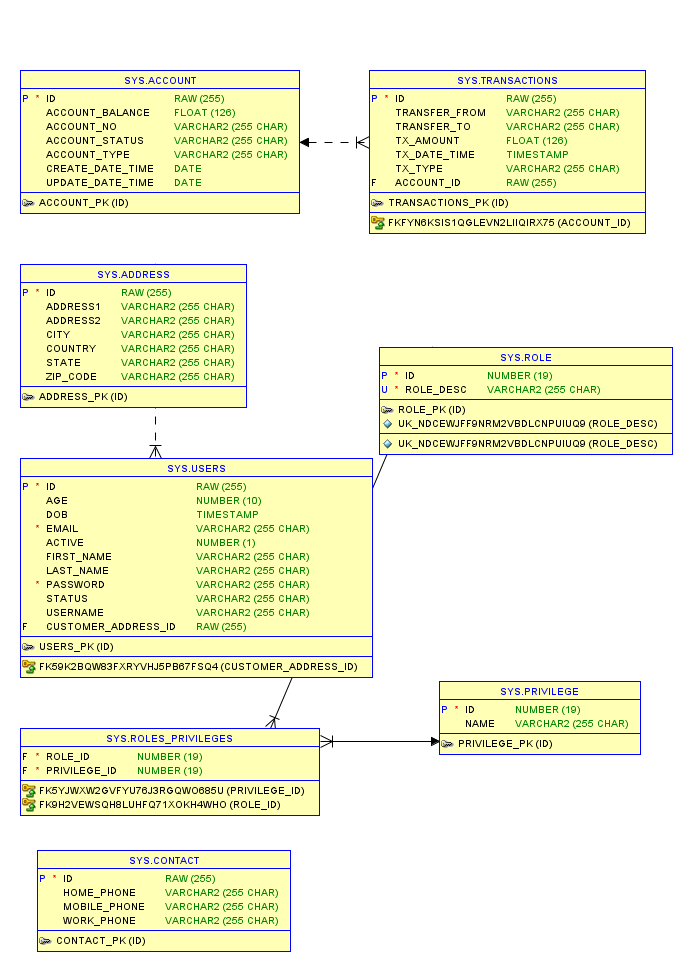 SYS.ACCOUNT
P * ID RAW (255)
ACCOUNT_BALANCE FLOAT (126)
ACCOUNT_NO VARCHAR2 (255 CHAR)
ACCOUNT_STATUS VARCHAR2 (255 CHAR)
ACCOUNT_TYPE VARCHAR2 (255 CHAR)
CREATE_DATE_TIME DATE
UPDATE_DATE_TIME DATE
ACCOUNT_PK (ID)
SYS.TRANSACTIONS
P * ID RAW (255)
TRANSFER_FROM VARCHAR2 (255 CHAR)
TRANSFER_TO VARCHAR2 (255 CHAR)
TX_AMOUNT FLOAT (126)
TX_DATE_TIME TIMESTAMP
TX_TYPE VARCHAR2 (255 CHAR)
F ACCOUNT_ID RAW (255)
TRANSACTIONS_PK (ID)
FKFYN6KSIS1QGLEVN2LIIQIRX75 (ACCOUNT_ID)
SYS.ADDRESS
P * ID RAW (255)
ADDRESS1 VARCHAR2 (255 CHAR)
ADDRESS2 VARCHAR2 (255 CHAR)
CITY VARCHAR2 (255 CHAR)
COUNTRY VARCHAR2 (255 CHAR)
STATE VARCHAR2 (255 CHAR)
ZIP_CODE VARCHAR2 (255 CHAR)
ADDRESS_PK (ID)
SYS.ROLE
P * ID NUMBER (19)
U * ROLE_DESC VARCHAR2 (255 CHAR)
ROLE_PK (ID)
UK_NDCEWJFF9NRM2VBDLCNPUIUQ9 (ROLE_DESC)
UK_NDCEWJFF9NRM2VBDLCNPUIUQ9 (ROLE_DESC)
SYS.USERS
P * ID RAW (255)
AGE NUMBER (10)
DOB TIMESTAMP
* EMAIL VARCHAR2 (255 CHAR)
ACTIVE NUMBER (1)
FIRST_NAME VARCHAR2 (255 CHAR)
LAST_NAME VARCHAR2 (255 CHAR)
* PASSWORD VARCHAR2 (255 CHAR)
STATUS VARCHAR2 (255 CHAR)
USERNAME VARCHAR2 (255 CHAR)
F CUSTOMER_ADDRESS_ID RAW (255)
USERS_PK (ID)
FK59K2BQW83FXRYVHJ5PB67FSQ4 (CUSTOMER_ADDRESS_ID)
SYS.PRIVILEGE
P * ID NUMBER (19)
NAME VARCHAR2 (255 CHAR)
PRIVILEGE_PK (ID)
SYS.ROLES_PRIVILEGES
F * ROLE_ID NUMBER (19)
F * PRIVILEGE_ID NUMBER (19)
FK5YJWXW2GVFYU76J3RGQWO685U (PRIVILEGE_ID)
FK9H2VEWSQH8LUHFQ71XOKH4WHO (ROLE_ID)
SYS.CONTACT
P * ID RAW (255)
HOME_PHONE VARCHAR2 (255 CHAR)
MOBILE_PHONE VARCHAR2 (255 CHAR)
WORK_PHONE VARCHAR2 (255 CHAR)
CONTACT_PK (ID)